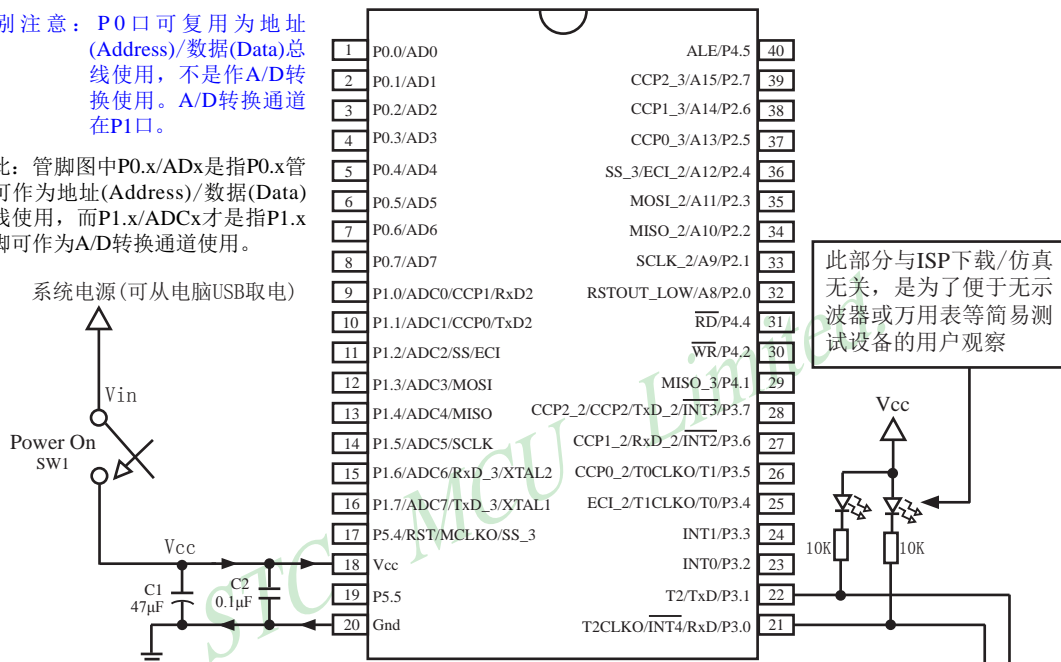 别注意：P0口可复用为地址
(Address)/数据(Data)总
线使用，不是作A/D转
换使用。A/D转换通道
在P1口。
：管脚图中P0.x/ADx是指P0.x管
可作为地址(Address)/数据(Data)
线使用，而P1.x/ADCx才是指P1.x
脚可作为A/D转换通道使用。
系统电源(可从电脑USB取电)
Vin
Power On
SW1
Vcc
C1
47μF
C2
0.1μF
1 P0.0/AD0
2 P0.1/AD1
3 P0.2/AD2
4 P0.3/AD3
5 P0.4/AD4
6 P0.5/AD5
7 P0.6/AD6
8 P0.7/AD7
9 P1.0/ADC0/CCP1/RxD2
10 P1.1/ADC1/CCP0/TxD2
11 P1.2/ADC2/SS/ECI
12 P1.3/ADC3/MOSI
13 P1.4/ADC4/MISO
14 P1.5/ADC5/SCLK
15 P1.6/ADC6/RxD_3/XTAL2
16 P1.7/ADC7/TxD_3/XTAL1
17 P5.4/RST/MCLKO/SS_3
18 Vcc
19 P5.5
20 Gnd
ALE/P4.5 40
CCP2_3/A15/P2.7 39
CCP1_3/A14/P2.6 38
CCP0_3/A13/P2.5 37
SS_3/ECI_2/A12/P2.4 36
MOSI_2/A11/P2.3 35
MISO_2/A10/P2.2 34
SCLK_2/A9/P2.1 33
RSTOUT_LOW/A8/P2.0 32
RD/P4.4 31
WR/P4.2 30
MISO_3/P4.1 29
CCP2_2/CCP2/TxD_2/INT3/P3.7 28
CCP1_2/RxD_2/INT2/P3.6 27
CCP0_2/T0CLKO/T1/P3.5 26
ECI_2/T1CLKO/T0/P3.4 25
INT1/P3.3 24
INT0/P3.2 23
T2/TxD/P3.1 22
T2CLKO/INT4/RxD/P3.0 21
此部分与ISP下载/仿真
无关，是为了便于无示
波器或万用表等简易测
试设备的用户观察
Vcc
10K
10K
STC MCU Limited.